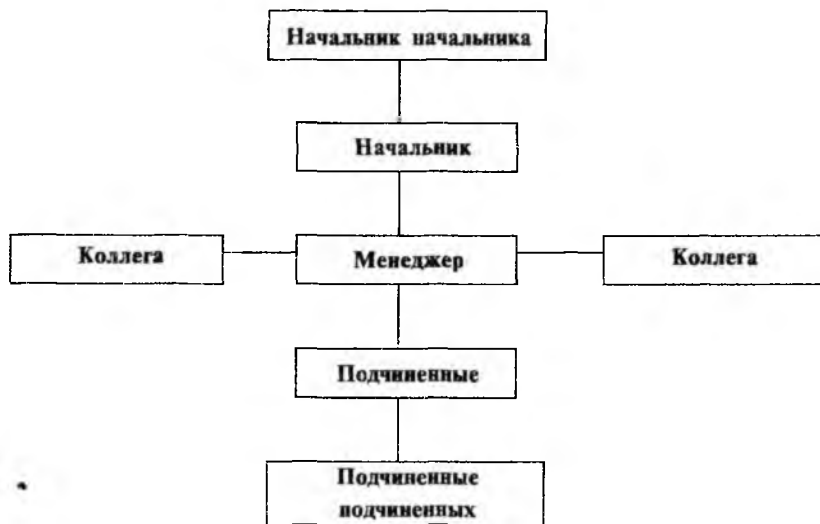 Начальник начальника
Начальник
Коллега
Менеджер
Коллега
Подчиненные
Подчиненные
подчиненных